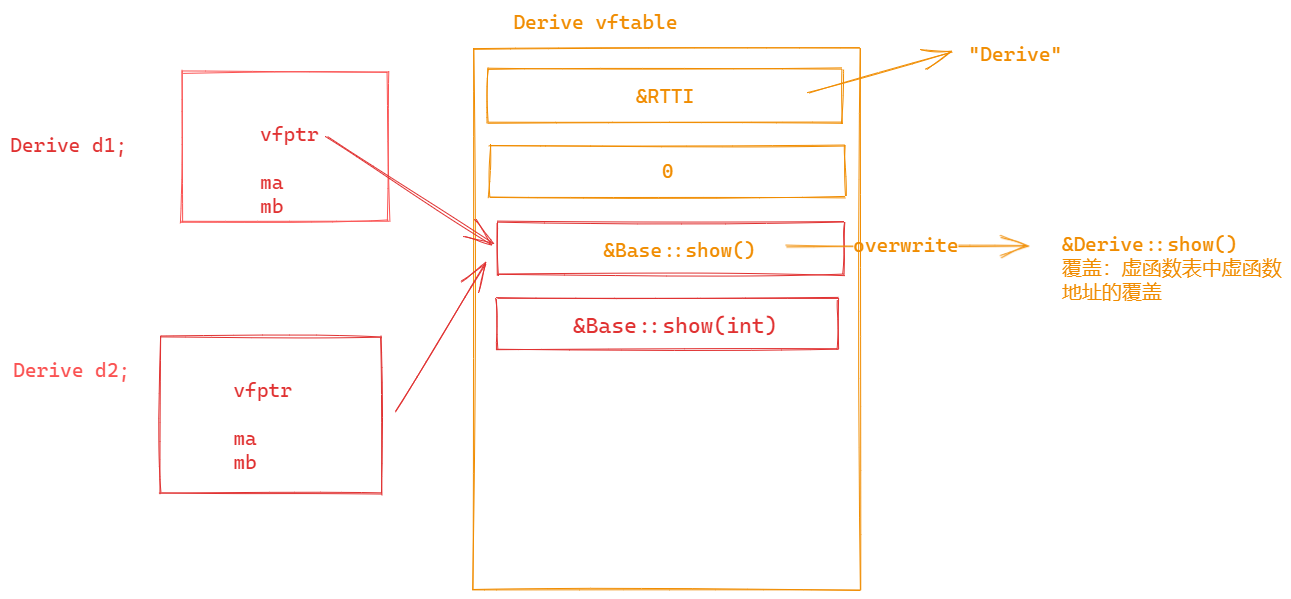 Derive vftable
"Derive"
&RTTI
Derive d1;
vfptr
ma
mb
0
&Base::show()
overwrite
&Derive::show()
覆盖：虚函数表中虚函数
地址的覆盖
&Base::show(int)
Derive d2;
vfptr
ma
mb